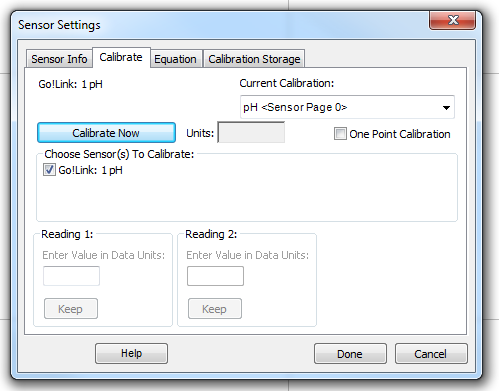 Sensor Settings
Sensor Info Calibrate Equation Calibration Storage
Go!Link: 1 pH
Current Calibration:
pH <Sensor Page 0>
Calibrate Now Units: One Point Calibration
Choose Sensor(s) To Calibrate:
Go!Link: 1 pH
Reading 1: Reading 2:
Enter Value in Data Units: Enter Value in Data Units:
Keep Keep
Help Done Cancel